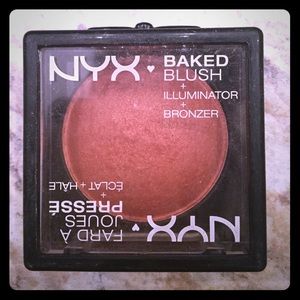 NYX♥
BAKED
BLUSH
+
ILLUMINATOR
+
BRONZER
NYX♥
FARD À
JOUES
PRESSÉ
+
ÉCLAT + HÂLE